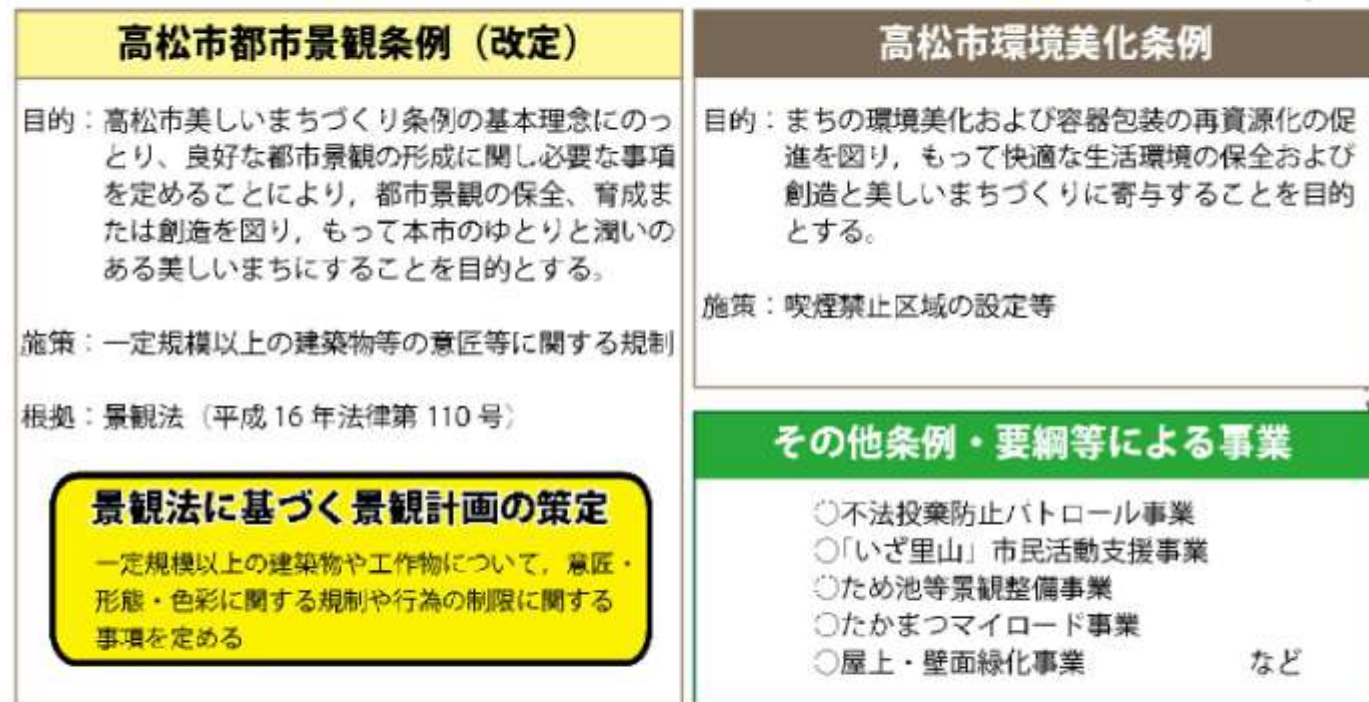 高松市都市景観条例（改定）
目的：高松市美しいまちづくり条例の基本理念にのっ
とり、良好な都市景観の形成に関し必要な事項
を定めることにより，都市景観の保全、育成ま
たは創造を図り，もって本市のゆとりと潤いの
ある美しいまちにすることを目的とする。
施策：一定規模以上の建築物等の意匠等に関する規制
根拠：景観法（平成 16 年法律第 110 号）
景観法に基づく景観計画の策定
一定規模以上の建築物や工作物について，意匠・
形態・色彩に関する規制や行為の制限に関する
事項を定める
高松市環境美化条例
目的：まちの環境美化および容器包装の再資源化の促
進を図り，もって快適な生活環境の保全および
創造と美しいまちづくりに寄与することを目的
とする。
施策：喫煙禁止区域の設定等
その他条例・要綱等による事業
○不法投棄防止パトロール事業
○「いざ里山」市民活動支援事業
○ため池等景観整備事業
○たかまつマイロード事業
○屋上・壁面緑化事業 など